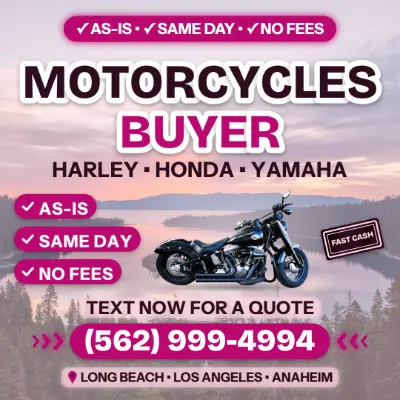 ✓AS-IS ▪ ✓SAME DAY ▪ ✓NO FEES
MOTORCYCLES
BUYER
HARLEY ▪ HONDA ▪ YAMAHA
✓ AS-IS
✓ SAME DAY
✓ NO FEES
FAST CASH
TEXT NOW FOR A QUOTE
(562) 999-4994
LONG BEACH ▪ LOS ANGELES ▪ ANAHEIM